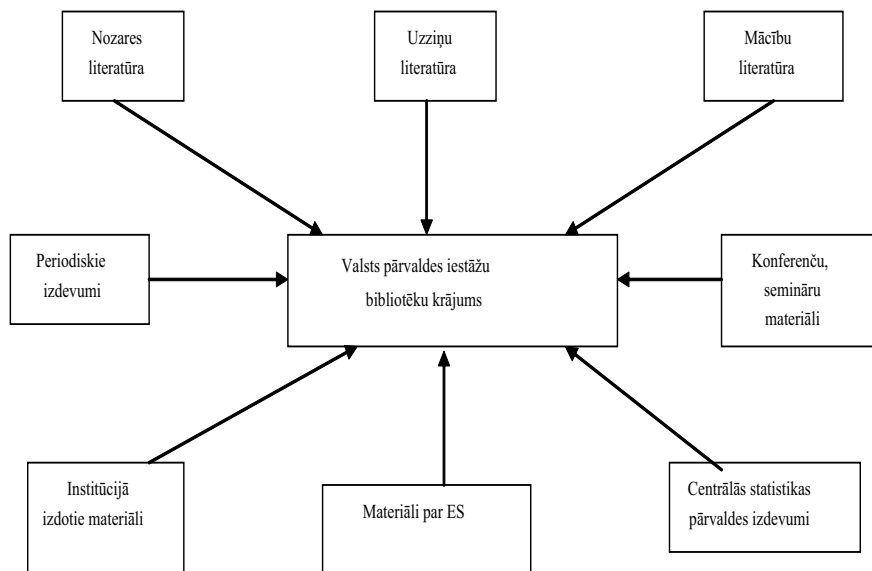 Nozares
literatūra
Uzziņu
literatūra
Mācību
literatūra
Periodiskie
izdevumi
Valsts pārvaldes iestāžu
bibliotēku krājums
Konferenču,
semināru
materiāli
Institūcijā
izdotie materiāli
Materiāli par ES
Centrālās statistikas
pārvaldes izdevumi